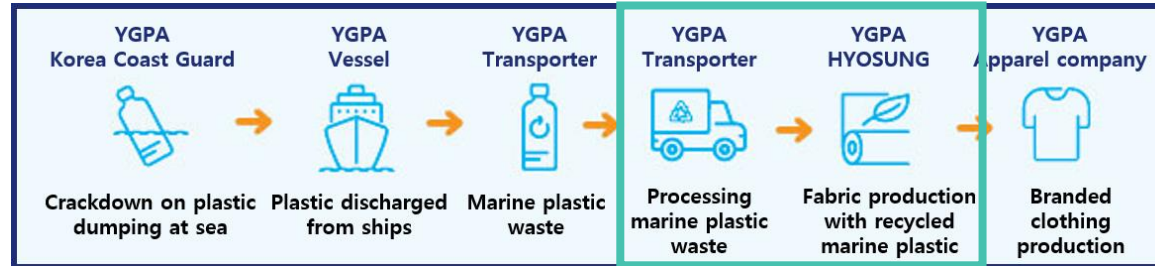 YGPA
Korea Coast Guard
Crackdown on plastic
dumping at sea
YGPA
Vessel
Plastic discharged
from ships
YGPA
Transporter
Marine plastic
waste
YGPA
Transporter
Processing
marine plastic
waste
YGPA
HYOSUNG
Fabric production
with recycled
marine plastic
YGPA
Apparel company
Branded
clothing
production